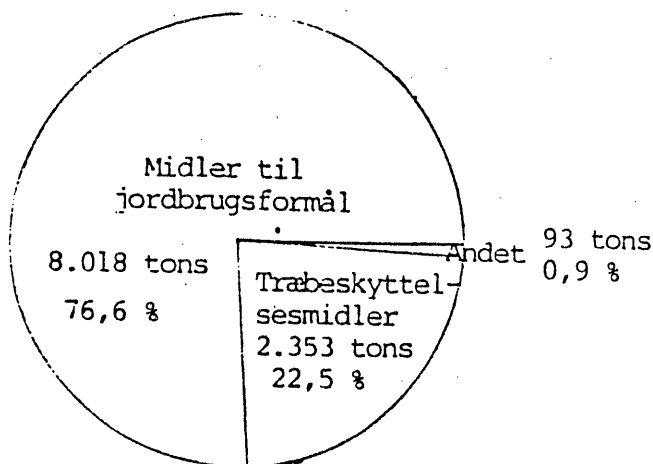 Midler til
jordbrugsformål
8.018 tons
76,6 %
Andet
93 tons
0,9 %
Træbeskyttel-
sesmidler
2.353 tons
22,5 %